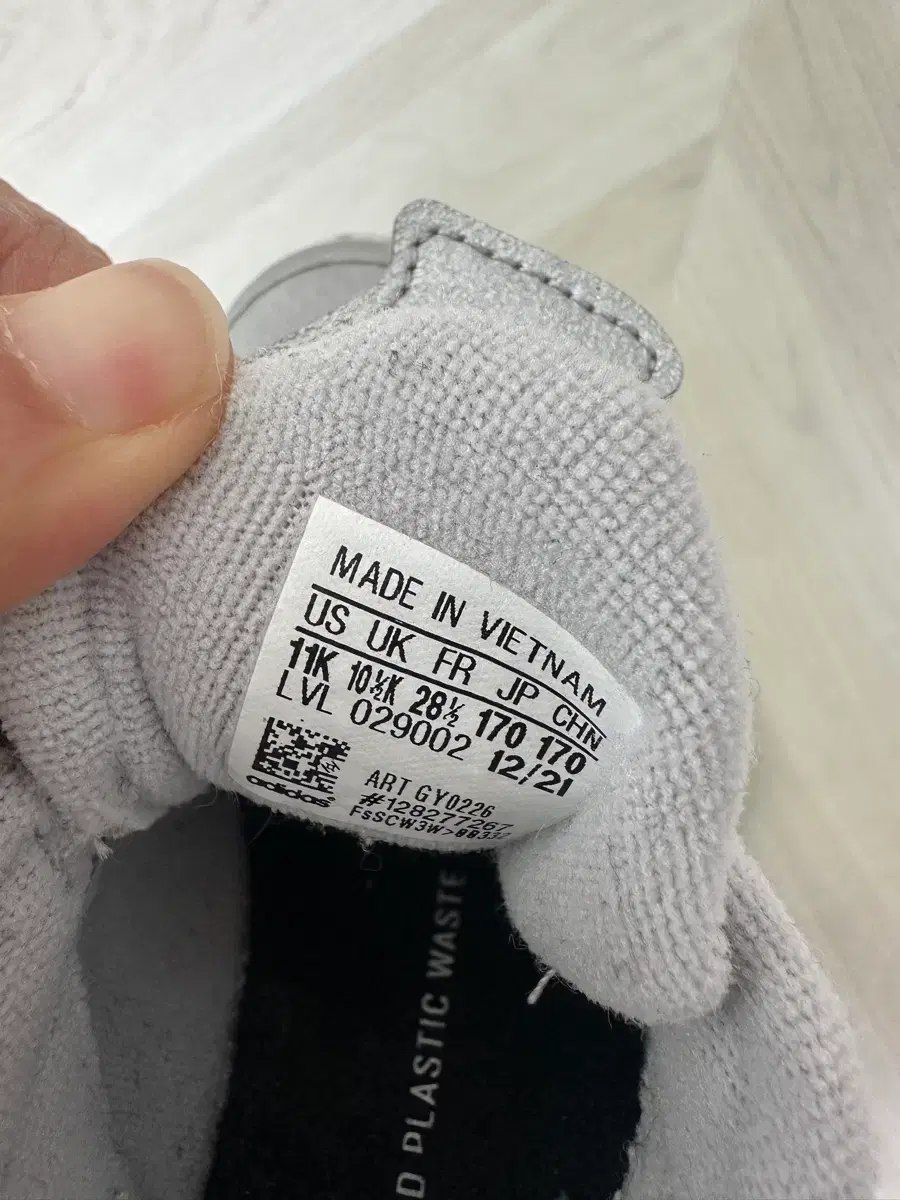 MADE IN VIETNAM
US UK FR JP CHN
11K 10½K 28½ 170 170
LVL 029002 12/21
adidas
ART GY0226
#128277267
D PLASTIC WASTE